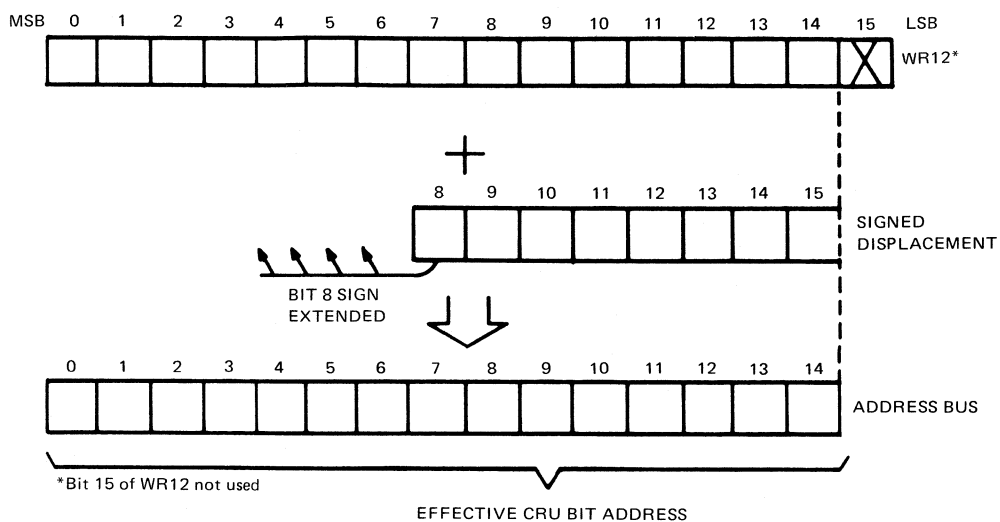 MSB 0 1 2 3 4 5 6 7 8 9 10 11 12 13 14 15 LSB
WR12*
8 9 10 11 12 13 14 15
SIGNED
DISPLACEMENT
BIT 8 SIGN
EXTENDED
0 1 2 3 4 5 6 7 8 9 10 11 12 13 14
ADDRESS BUS
*Bit 15 of WR12 not used
EFFECTIVE CRU BIT ADDRESS